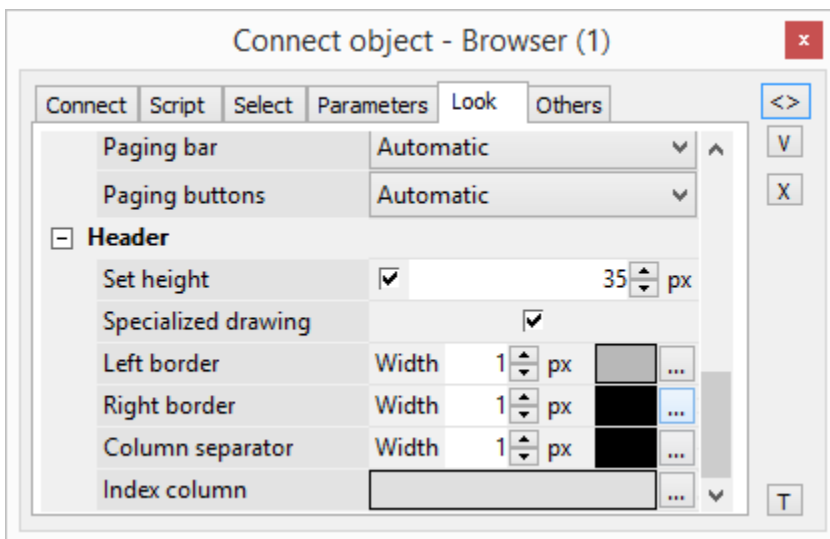 Connect object - Browser (1)
x
Connect Script Select Parameters Look Others <>
Paging bar Automatic V
Paging buttons Automatic X
Header
Set height 35 px
Specialized drawing
Left border Width 1 px ...
Right border Width 1 px ...
Column separator Width 1 px ...
Index column ... T